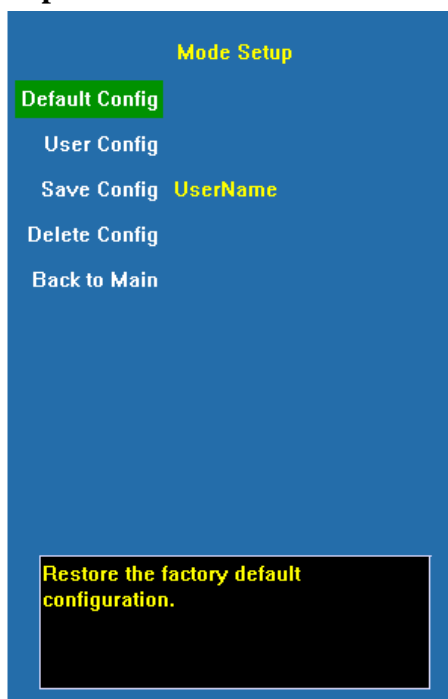 Mode Setup
Default Config
User Config
Save Config UserName
Delete Config
Back to Main
Restore the factory default
configuration.